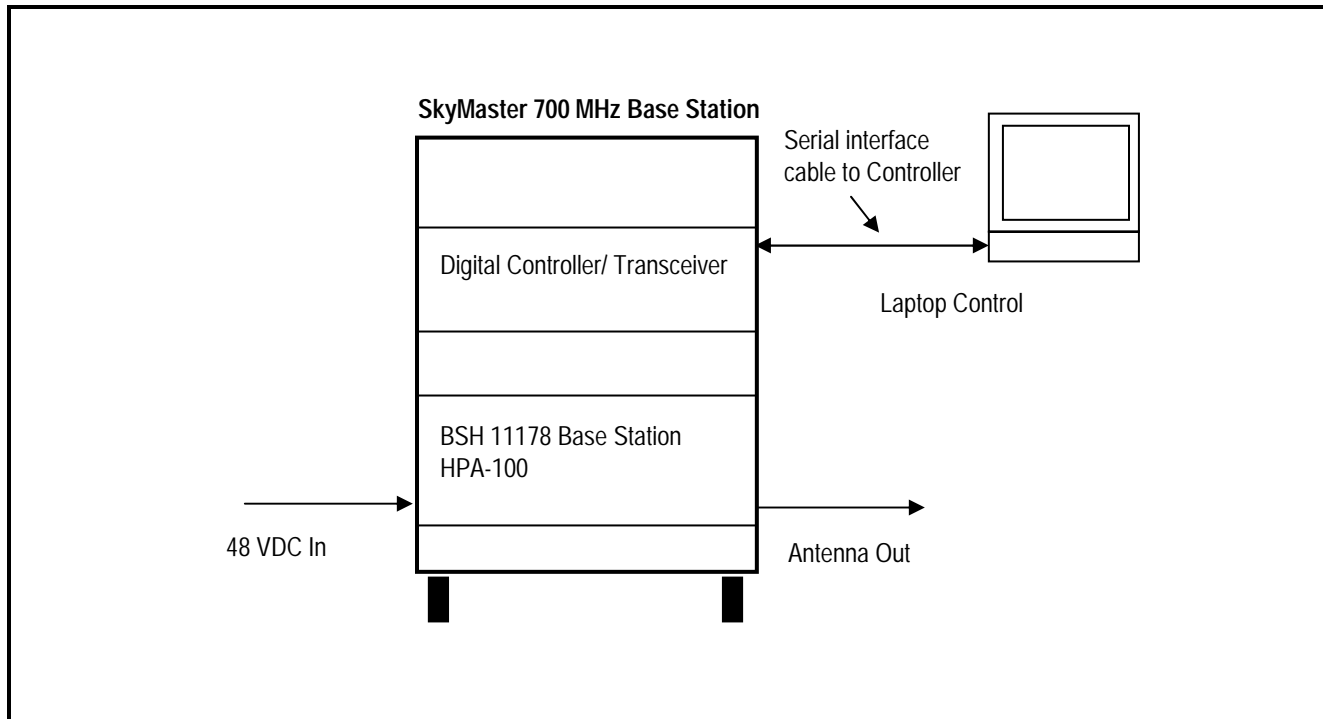 SkyMaster 700 MHz Base Station
Serial interface
cable to Controller
Digital Controller/ Transceiver
Laptop Control
BSH 11178 Base Station
HPA-100
48 VDC In
Antenna Out